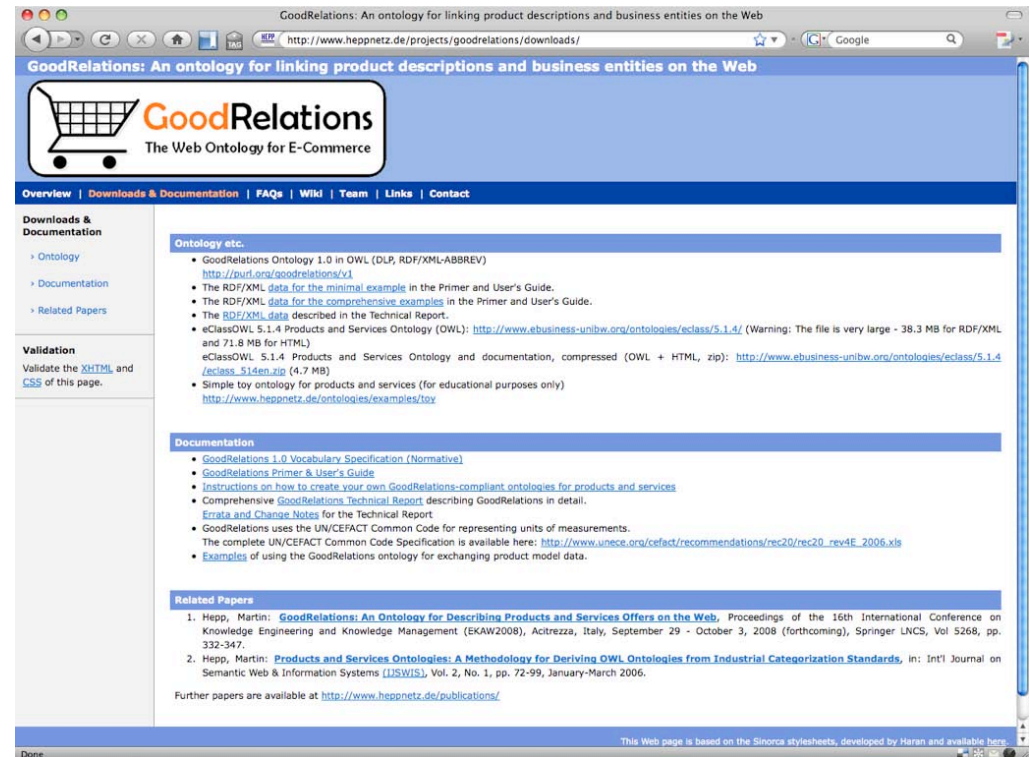 GoodRelations: An ontology for linking product descriptions and business entities on the Web
HEPP
TAG
http://www.heppnetz.de/projects/goodrelations/downloads/
G
Google
GoodRelations: An ontology for linking product descriptions and business entities on the Web
GoodRelations
The Web Ontology for E-Commerce
Overview | Downloads & Documentation | FAQs | Wiki | Team | Links | Contact
Downloads &
Documentation
› Ontology
› Documentation
› Related Papers
Validation
Validate the XHTML and
CSS of this page.
Ontology etc.
• GoodRelations Ontology 1.0 in OWL (DLP, RDF/XML-ABBREV)
http://purl.org/goodrelations/v1
• The RDF/XML data for the minimal example in the Primer and User's Guide.
• The RDF/XML data for the comprehensive examples in the Primer and User's Guide.
• The RDF/XML data described in the Technical Report.
• eClassOWL 5.1.4 Products and Services Ontology (OWL): http://www.ebusiness-unibw.org/ontologies/eclass/5.1.4/ (Warning: The file is very large - 38.3 MB for RDF/XML
and 71.8 MB for HTML)
eClassOWL 5.1.4 Products and Services Ontology and documentation, compressed (OWL + HTML, zip): http://www.ebusiness-unibw.org/ontologies/eclass/5.1.4
/eclass_514en.zip (4.7 MB)
• Simple toy ontology for products and services (for educational purposes only)
http://www.heppnetz.de/ontologies/examples/toy
Documentation
• GoodRelations 1.0 Vocabulary Specification (Normative)
• GoodRelations Primer & User's Guide
• Instructions on how to create your own GoodRelations-compliant ontologies for products and services
• Comprehensive GoodRelations Technical Report describing GoodRelations in detail.
Errata and Change Notes for the Technical Report
• GoodRelations uses the UN/CEFACT Common Code for representing units of measurements.
The complete UN/CEFACT Common Code Specification is available here: http://www.unece.org/cefact/recommendations/rec20/rec20_rev4E_2006.xls
• Examples of using the GoodRelations ontology for exchanging product model data.
Related Papers
1. Hepp, Martin: GoodRelations: An Ontology for Describing Products and Services Offers on the Web, Proceedings of the 16th International Conference on
Knowledge Engineering and Knowledge Management (EKAW2008), Acitrezza, Italy, September 29 - October 3, 2008 (forthcoming), Springer LNCS, Vol 5268, pp.
332-347.
2. Hepp, Martin: Products and Services Ontologies: A Methodology for Deriving OWL Ontologies from Industrial Categorization Standards, in: Int'l Journal on
Semantic Web & Information Systems (IJSWIS), Vol. 2, No. 1, pp. 72-99, January-March 2006.
Further papers are available at http://www.heppnetz.de/publications/
This Web page is based on the Sinorca stylesheets, developed by Haran and available here.
Done